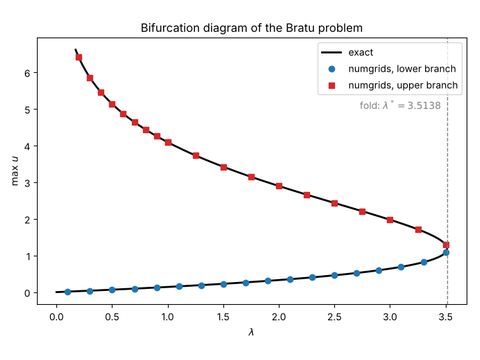 Bifurcation diagram of the Bratu problem
exact
numgrids, lower branch
numgrids, upper branch
fold: λ* = 3.5138
max u
6
5
4
3
2
1
0
0.0 0.5 1.0 1.5 2.0 2.5 3.0 3.5
λ